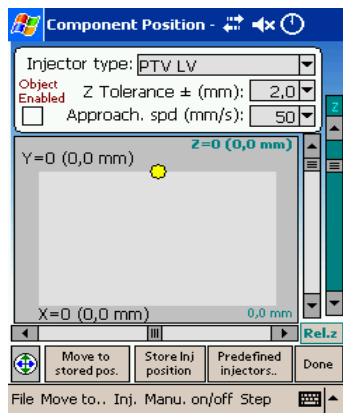 Component Position
Injector type: PTV LV
Object Enabled
Z Tolerance ± (mm): 2,0
Approach. spd (mm/s): 50
Z
Z=0 (0,0 mm)
Y=0 (0,0 mm)
X=0 (0,0 mm)
0,0 mm
Rel.z
Move to stored pos.
Store Inj position
Predefined injectors..
Done
File Move to.. Inj. Manu. on/off Step